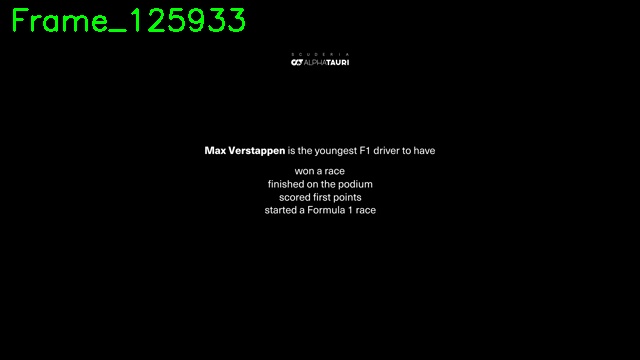 Frame_125933
SCUDERIA
ALPHATAURI
Max Verstappen is the youngest F1 driver to have
won a race
finished on the podium
scored first points
started a Formula 1 race